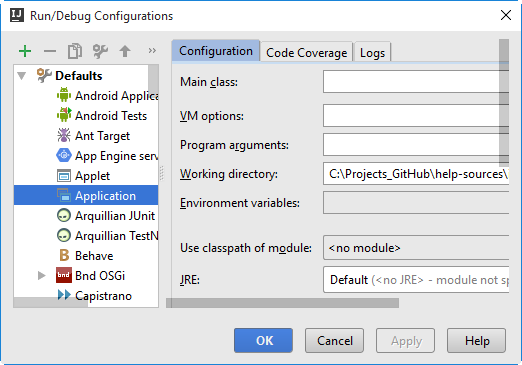 IJ Run/Debug Configurations
Defaults
Android Applica
Android Tests
Ant Target
App Engine serv
Applet
Application
Arquillian JUnit
Arquillian TestN
Behave
bnd Bnd OSGi
Capistrano
Configuration Code Coverage Logs
Main class:
VM options:
Program arguments:
Working directory: C:\Projects_GitHub\help-sources\
Environment variables:
Use classpath of module: <no module>
JRE: Default (<no JRE> - module not sp
OK Cancel Apply Help